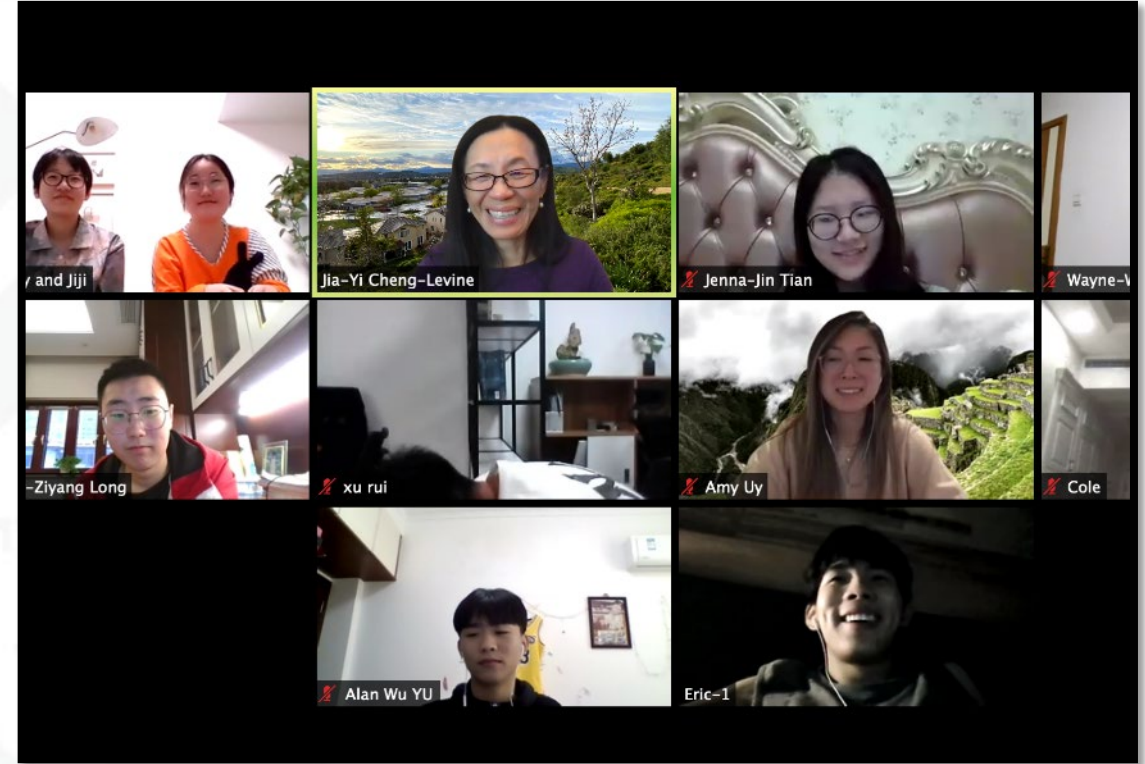 y and Jiji
Jia-Yi Cheng-Levine
Jenna-Jin Tian
Wayne-
-Ziyang Long
xu rui
Amy Uy
Cole
Alan Wu YU
Eric-1